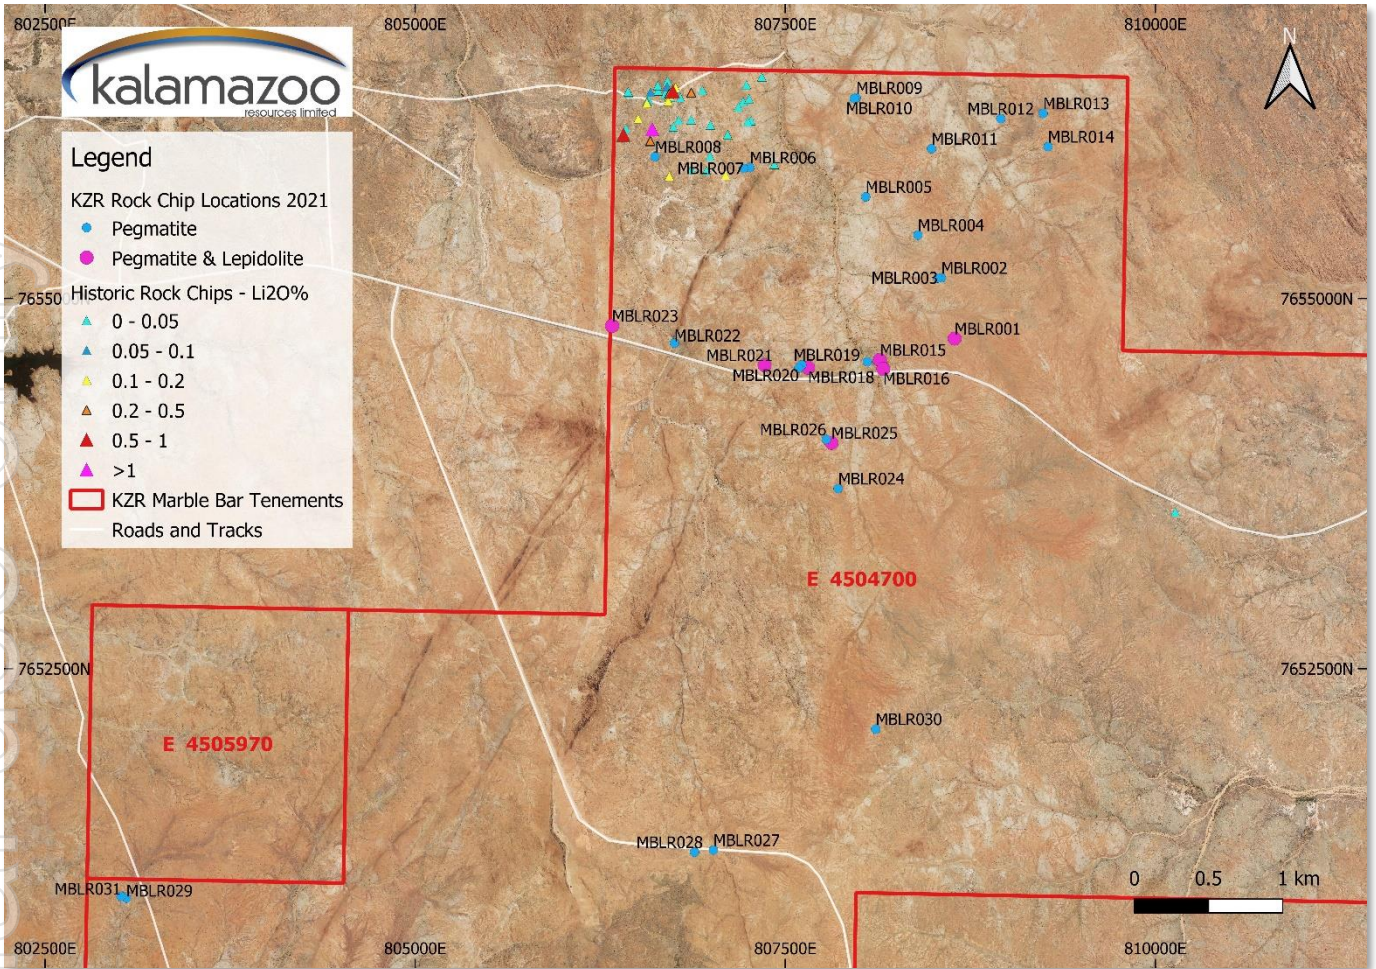 802500E
805000E
807500E
810000E
N
kalamazoo
resources limited
Legend
KZR Rock Chip Locations 2021
Pegmatite
Pegmatite & Lepidolite
Historic Rock Chips - Li2O%
0 - 0.05
0.05 - 0.1
0.1 - 0.2
0.2 - 0.5
0.5 - 1
>1
KZR Marble Bar Tenements
Roads and Tracks
MBLR009
MBLR010
MBLR012
MBLR013
MBLR011
MBLR014
MBLR008
MBLR007
MBLR006
MBLR005
MBLR004
MBLR003
MBLR002
7655000N
7655000N
MBLR023
MBLR022
MBLR001
MBLR021
MBLR019
MBLR015
MBLR020
MBLR018
MBLR016
MBLR026
MBLR025
MBLR024
E 4504700
7652500N
7652500N
E 4505970
MBLR030
MBLR028
MBLR027
MBLR031
MBLR029
0 0.5 1 km
802500E
805000E
807500E
810000E